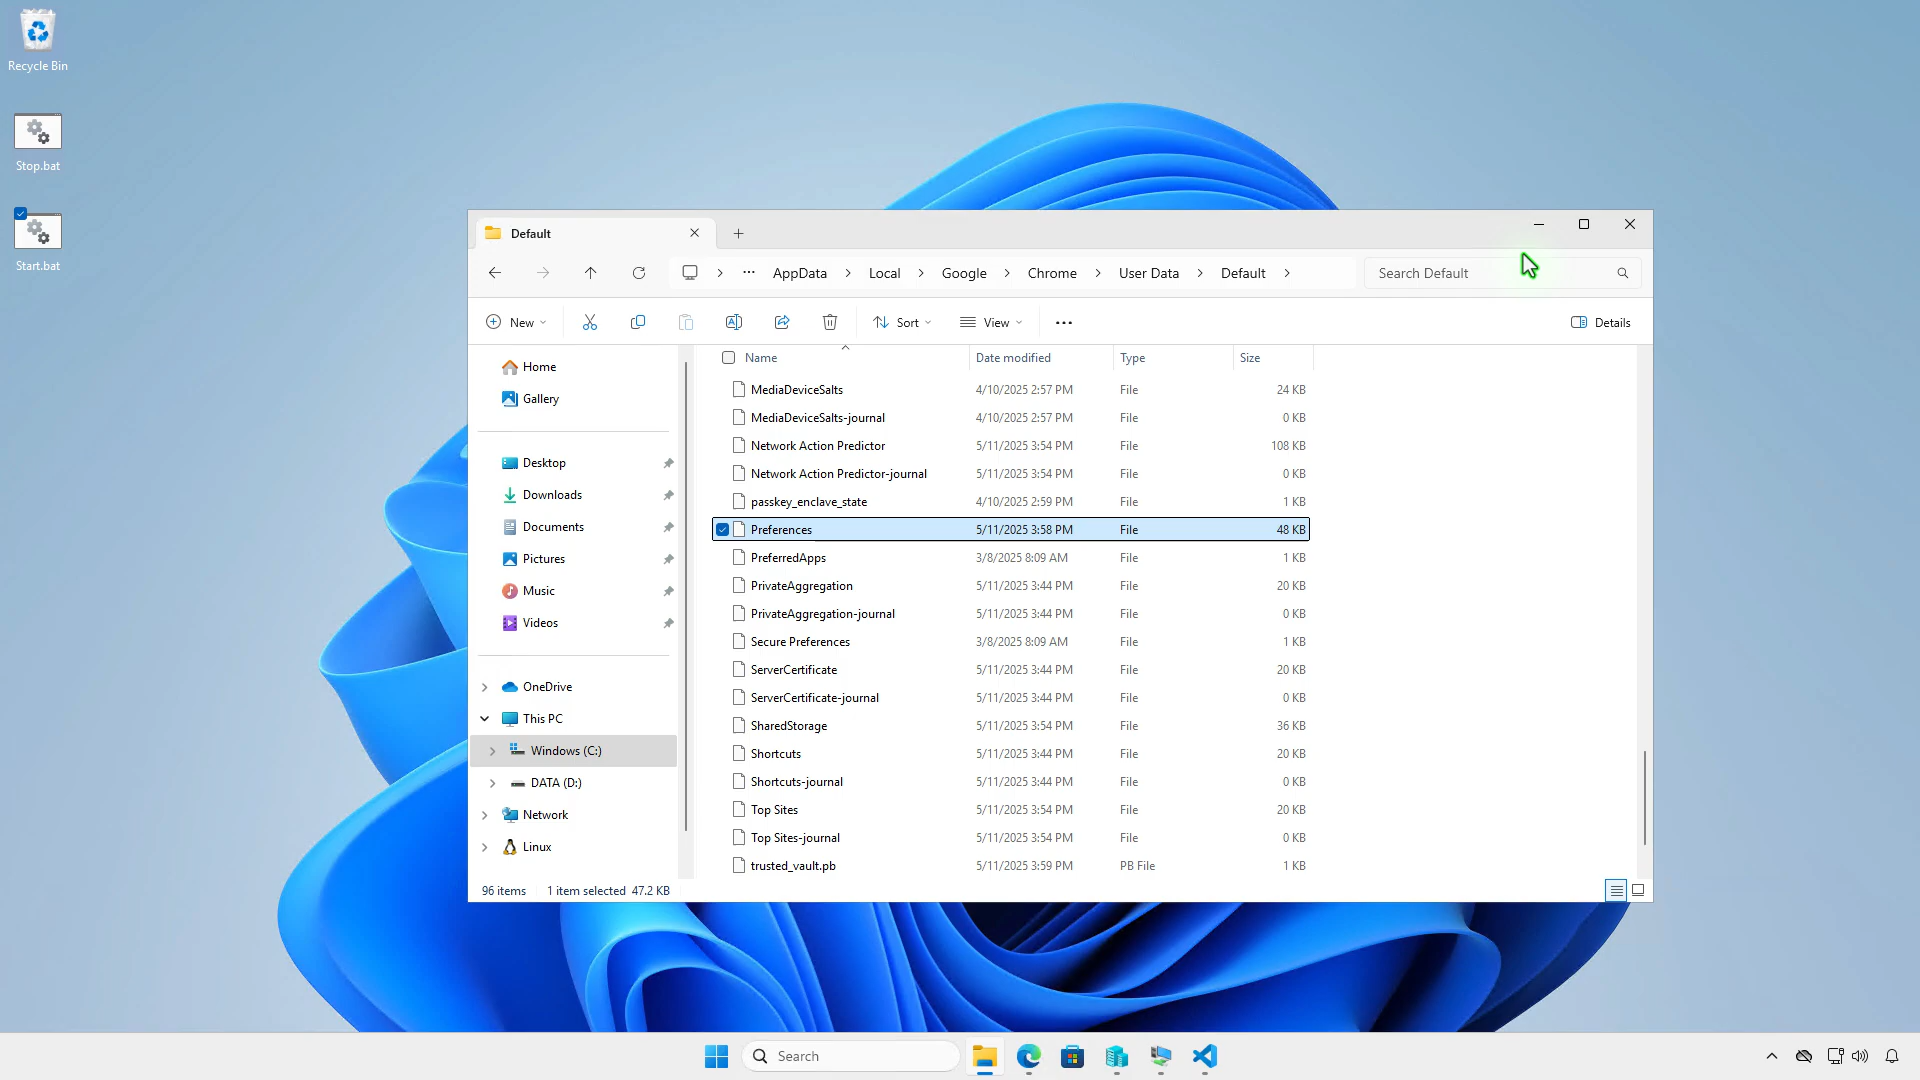 Recycle Bin
Stop.bat
Start.bat
Default
AppData
Local
Google
Chrome
User Data
Default
Search Default
New
Sort
View
Details
Home
Gallery
Desktop
Downloads
Documents
Pictures
Music
Videos
OneDrive
This PC
Windows (C:)
DATA (D:)
Network
Linux
Name Date modified Type Size
MediaDeviceSalts 4/10/2025 2:57 PM File 24 KB
MediaDeviceSalts-journal 4/10/2025 2:57 PM File 0 KB
Network Action Predictor 5/11/2025 3:54 PM File 108 KB
Network Action Predictor-journal 5/11/2025 3:54 PM File 0 KB
passkey_enclave_state 4/10/2025 2:59 PM File 1 KB
Preferences 5/11/2025 3:58 PM File 48 KB
PreferredApps 3/8/2025 8:09 AM File 1 KB
PrivateAggregation 5/11/2025 3:44 PM File 20 KB
PrivateAggregation-journal 5/11/2025 3:44 PM File 0 KB
Secure Preferences 3/8/2025 8:09 AM File 1 KB
ServerCertificate 5/11/2025 3:44 PM File 20 KB
ServerCertificate-journal 5/11/2025 3:44 PM File 0 KB
SharedStorage 5/11/2025 3:54 PM File 36 KB
Shortcuts 5/11/2025 3:44 PM File 20 KB
Shortcuts-journal 5/11/2025 3:44 PM File 0 KB
Top Sites 5/11/2025 3:54 PM File 20 KB
Top Sites-journal 5/11/2025 3:54 PM File 0 KB
trusted_vault.pb 5/11/2025 3:59 PM PB File 1 KB
96 items 1 item selected 47.2 KB
Search